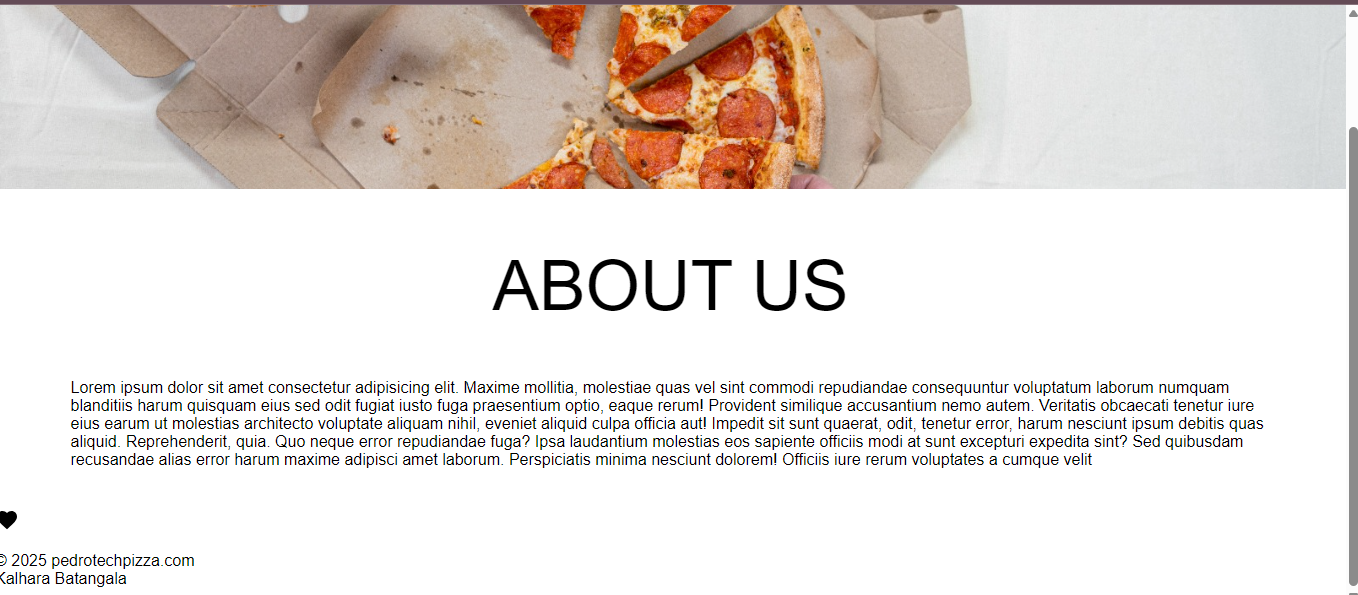 ABOUT US
Lorem ipsum dolor sit amet consectetur adipisicing elit. Maxime mollitia, molestiae quas vel sint commodi repudiandae consequuntur voluptatum laborum numquam
blanditiis harum quisquam eius sed odit fugiat iusto fuga praesentium optio, eaque rerum! Provident similique accusantium nemo autem. Veritatis obcaecati tenetur iure
eius earum ut molestias architecto voluptate aliquam nihil, eveniet aliquid culpa officia aut! Impedit sit sunt quaerat, odit, tenetur error, harum nesciunt ipsum debitis quas
aliquid. Reprehenderit, quia. Quo neque error repudiandae fuga? Ipsa laudantium molestias eos sapiente officiis modi at sunt excepturi expedita sint? Sed quibusdam
recusandae alias error harum maxime adipisci amet laborum. Perspiciatis minima nesciunt dolorem! Officiis iure rerum voluptates a cumque velit
© 2025 pedrotechpizza.com
Kalhara Batangala